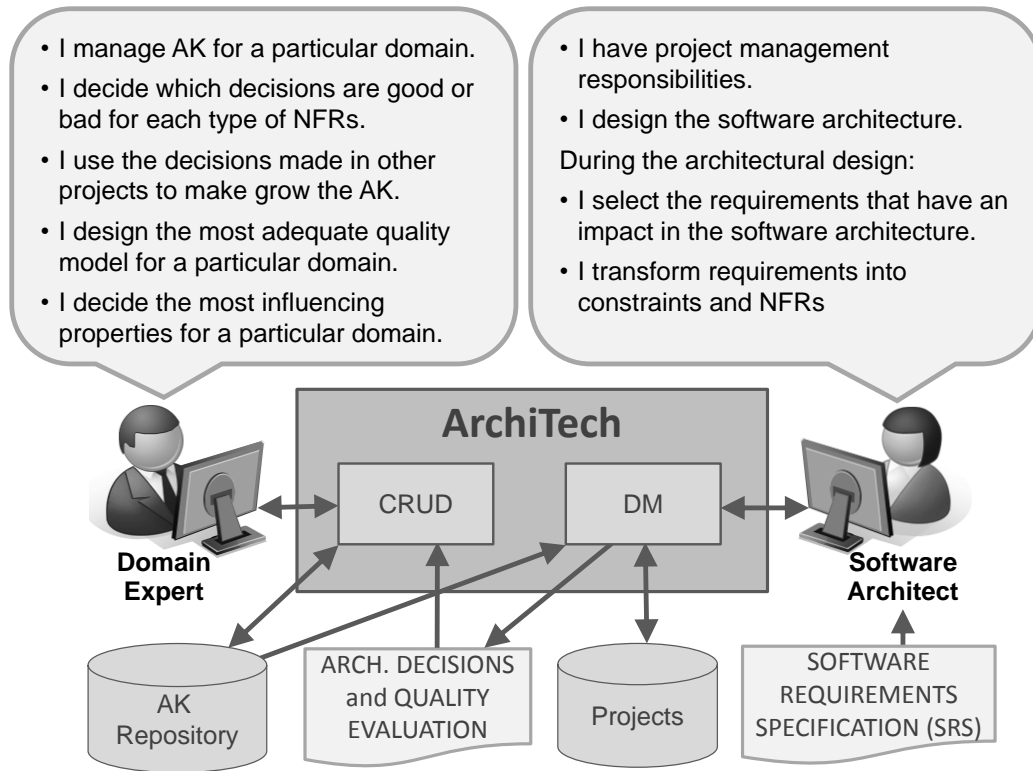 • I manage AK for a particular domain.
• I decide which decisions are good or
bad for each type of NFRs.
• I use the decisions made in other
projects to make grow the AK.
• I design the most adequate quality
model for a particular domain.
• I decide the most influencing
properties for a particular domain.
• I have project management
responsibilities.
• I design the software architecture.
During the architectural design:
• I select the requirements that have an
impact in the software architecture.
• I transform requirements into
constraints and NFRs
ArchiTech
CRUD
DM
Domain
Expert
Software
Architect
AK
Repository
ARCH. DECISIONS
and QUALITY
EVALUATION
Projects
SOFTWARE
REQUIREMENTS
SPECIFICATION (SRS)